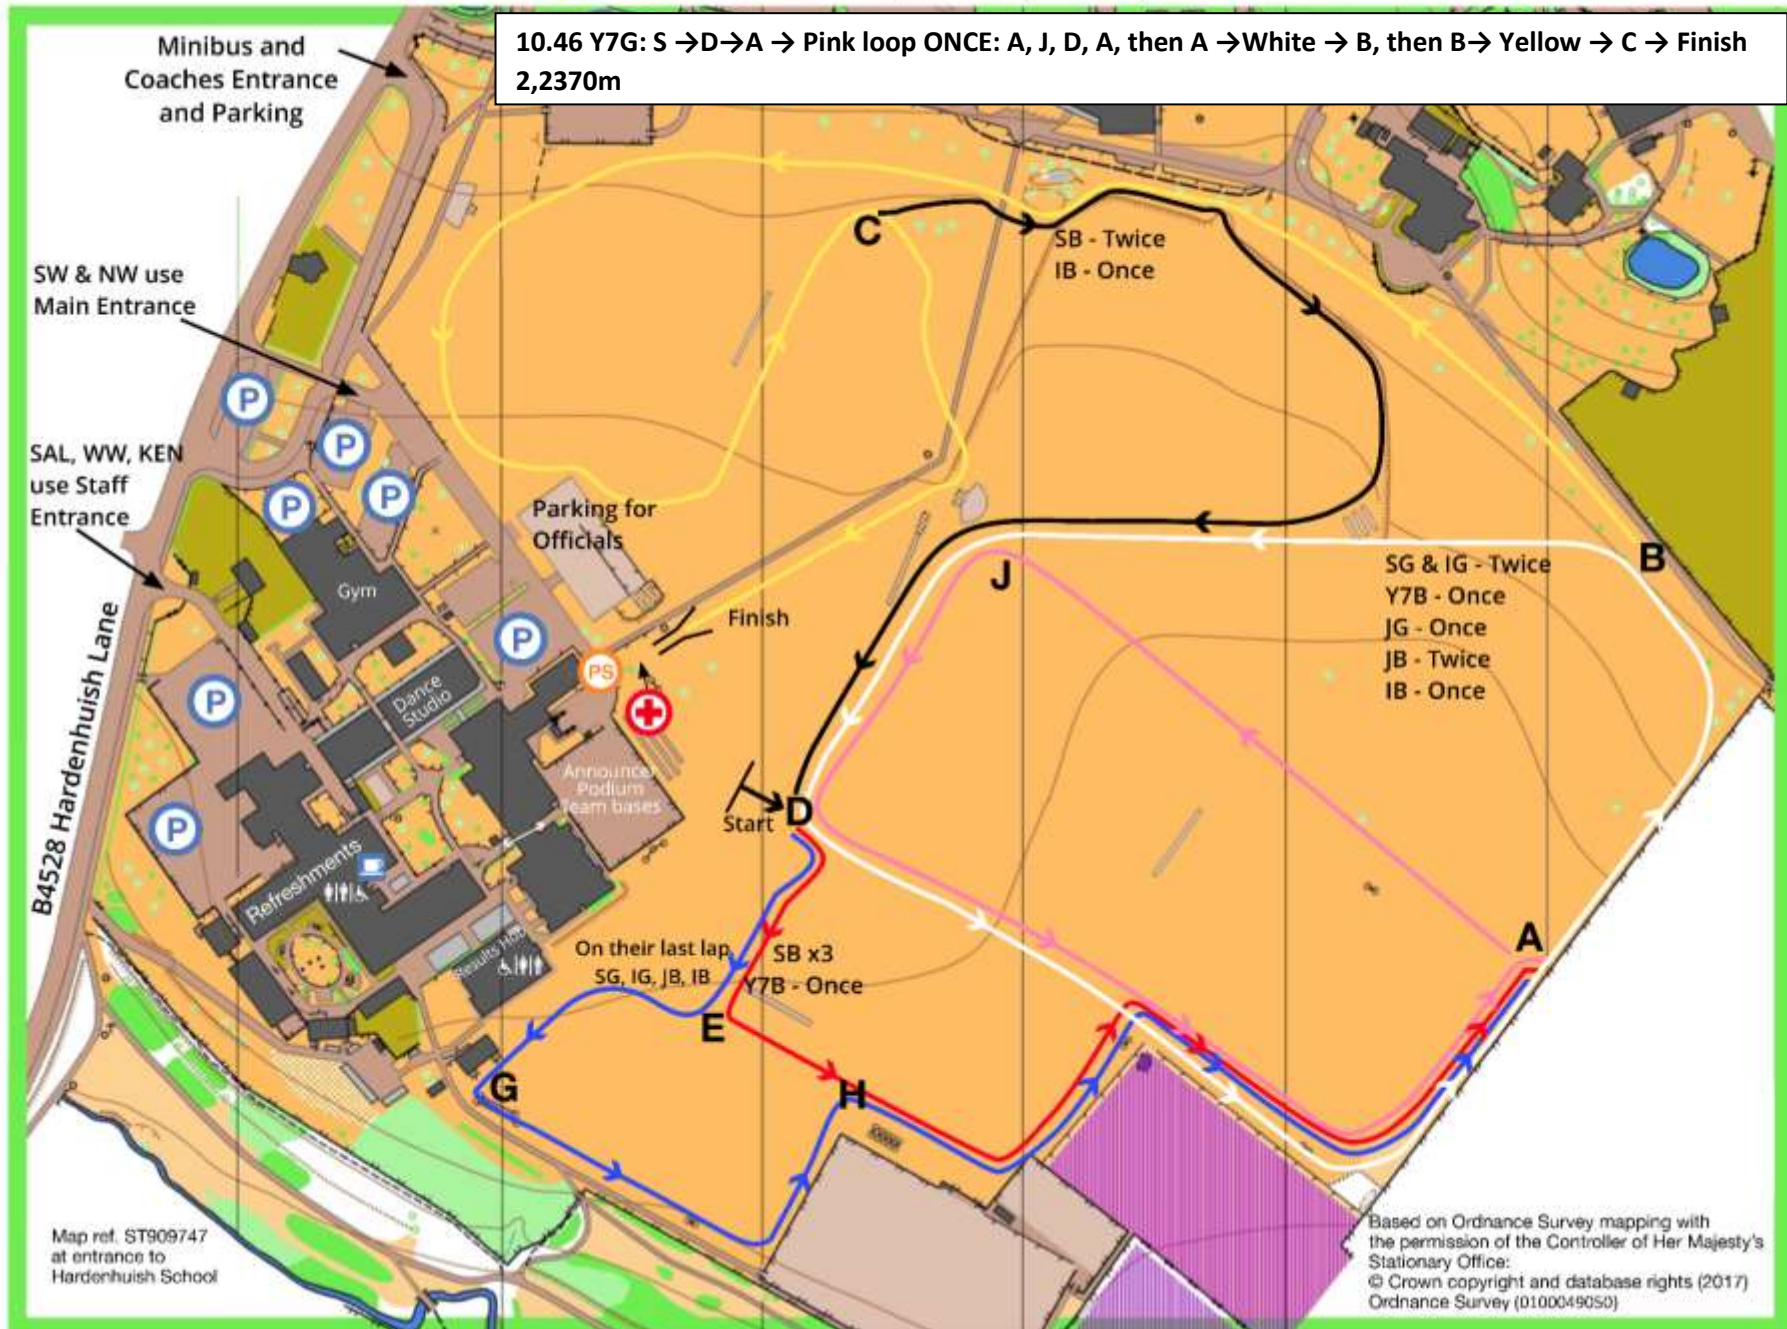 10.46 Y7G: S →D→A → Pink loop ONCE: A, J, D, A, then A →White → B, then B→ Yellow → C → Finish
2,2370m
Minibus and
Coaches Entrance
and Parking
SW & NW use
Main Entrance
SAL, WW, KEN
use Staff
Entrance
B4528 Hardenhuish Lane
P
P
P
P
P
P
P
Gym
Dance
Studio
Parking for
Officials
PS
Finish
Announcer
Podium
Team bases
Refreshments
Results Hub
Start
C
SB - Twice
IB - Once
B
SG & IG - Twice
Y7B - Once
JG - Once
JB - Twice
IB - Once
J
D
A
On their last lap
SG, IG, JB, IB
SB x3
Y7B - Once
E
G
H
Map ref. ST909747
at entrance to
Hardenhuish School
Based on Ordnance Survey mapping with
the permission of the Controller of Her Majesty's
Stationary Office:
© Crown copyright and database rights (2017)
Ordnance Survey (0100049050)